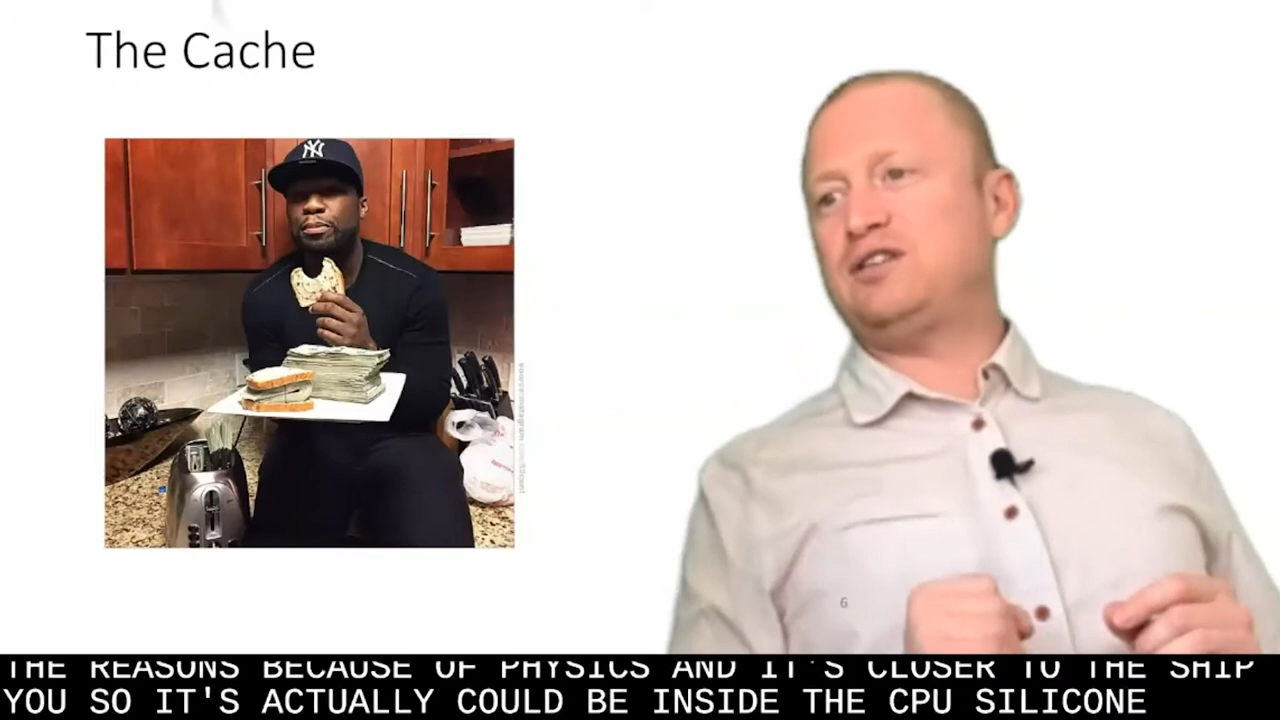 The Cache
NY
6
THE REASONS BECAUSE OF PHYSICS AND IT'S CLOSER TO THE SHIP
YOU SO IT'S ACTUALLY COULD BE INSIDE THE CPU SILICONE